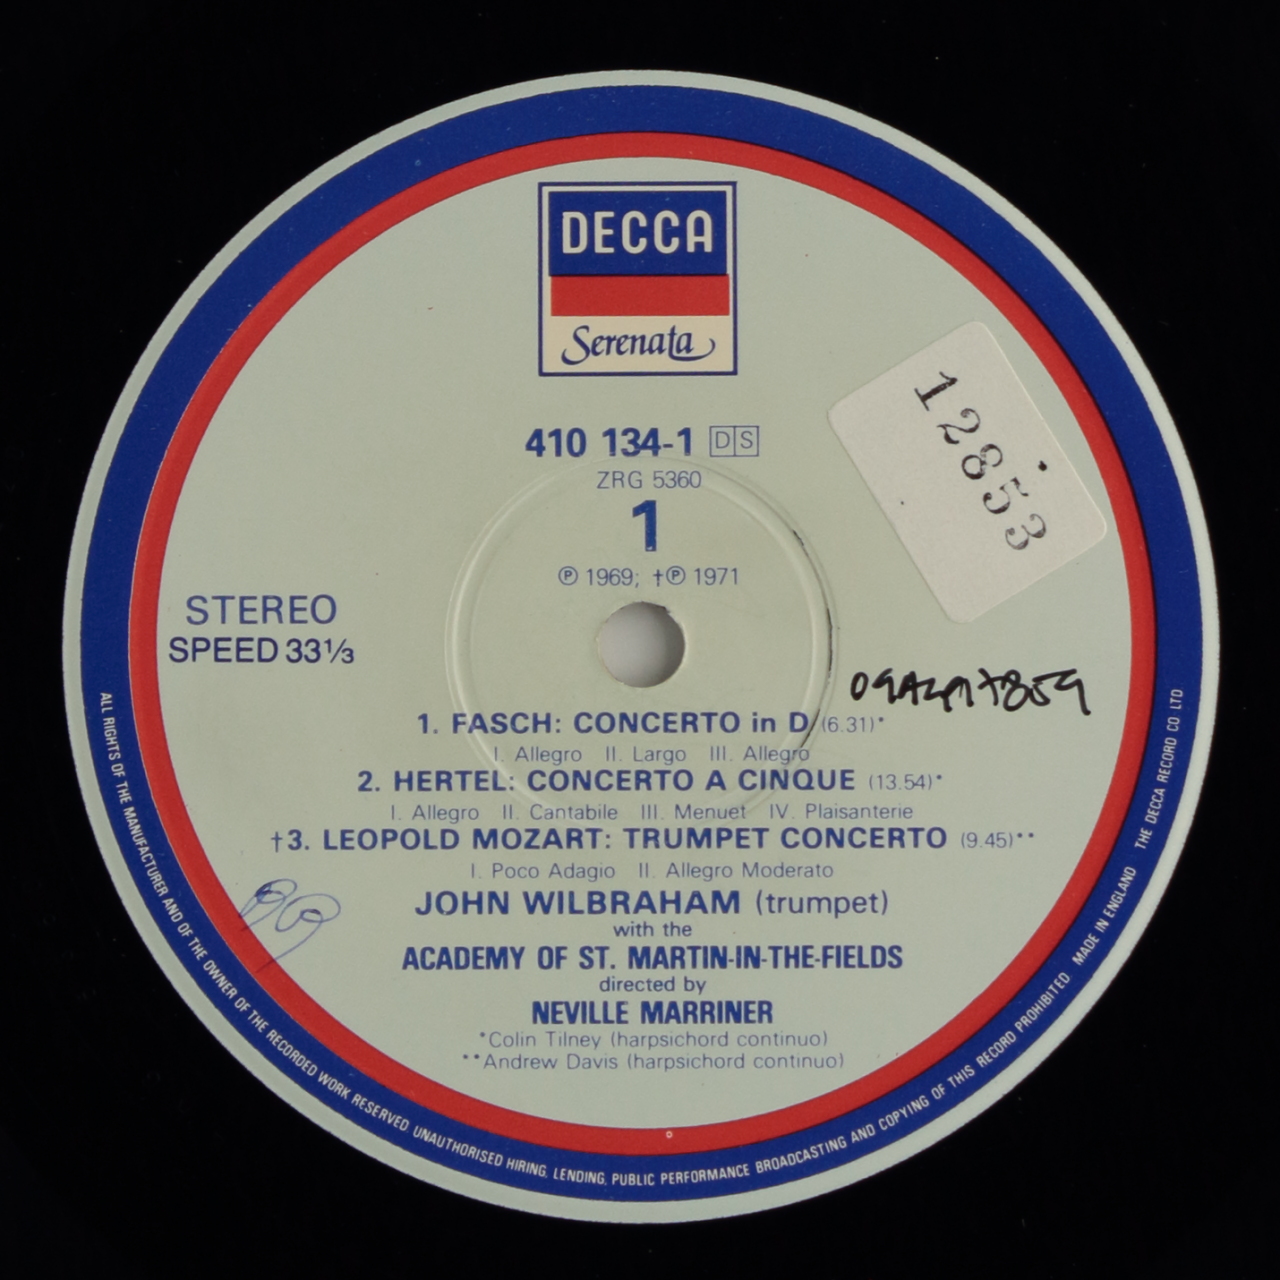 DECCA
Serenata
410 134-1 DS
ZRG 5360
1
℗ 1969; †℗ 1971
12853
STEREO
SPEED 33⅓
1. FASCH: CONCERTO in D (6.31)*
I. Allegro II. Largo III. Allegro
2. HERTEL: CONCERTO A CINQUE (13.54)*
I. Allegro II. Cantabile III. Menuet IV. Plaisanterie
†3. LEOPOLD MOZART: TRUMPET CONCERTO (9.45)**
I. Poco Adagio II. Allegro Moderato
JOHN WILBRAHAM (trumpet)
with the
ACADEMY OF ST. MARTIN-IN-THE-FIELDS
directed by
NEVILLE MARRINER
*Colin Tilney (harpsichord continuo)
**Andrew Davis (harpsichord continuo)
ALL RIGHTS OF THE MANUFACTURER AND OF THE OWNER OF THE RECORDED WORK RESERVED UNAUTHORISED HIRING, LENDING, PUBLIC PERFORMANCE BROADCASTING AND COPYING OF THIS RECORD PROHIBITED MADE IN ENGLAND THE DECCA RECORD CO LTD